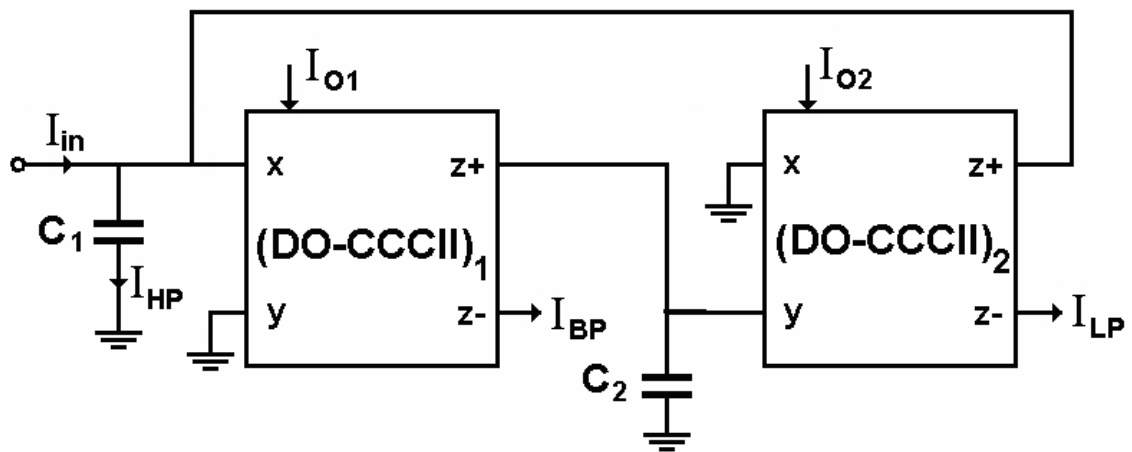 I_O1
I_O2
I_in
x
z+
x
z+
C_1
(DO-CCCII)_1
(DO-CCCII)_2
I_HP
y
z-
I_BP
y
z-
I_LP
C_2